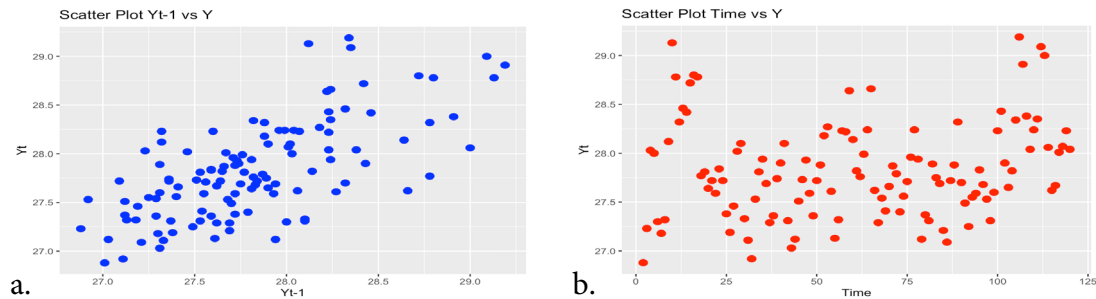 Scatter Plot Yt-1 vs Y
Yt
29.0
28.5
28.0
27.5
27.0
27.0 27.5 28.0 28.5 29.0
Yt-1
a.
Scatter Plot Time vs Y
Yt
29.0
28.5
28.0
27.5
27.0
0 25 50 75 100 125
Time
b.